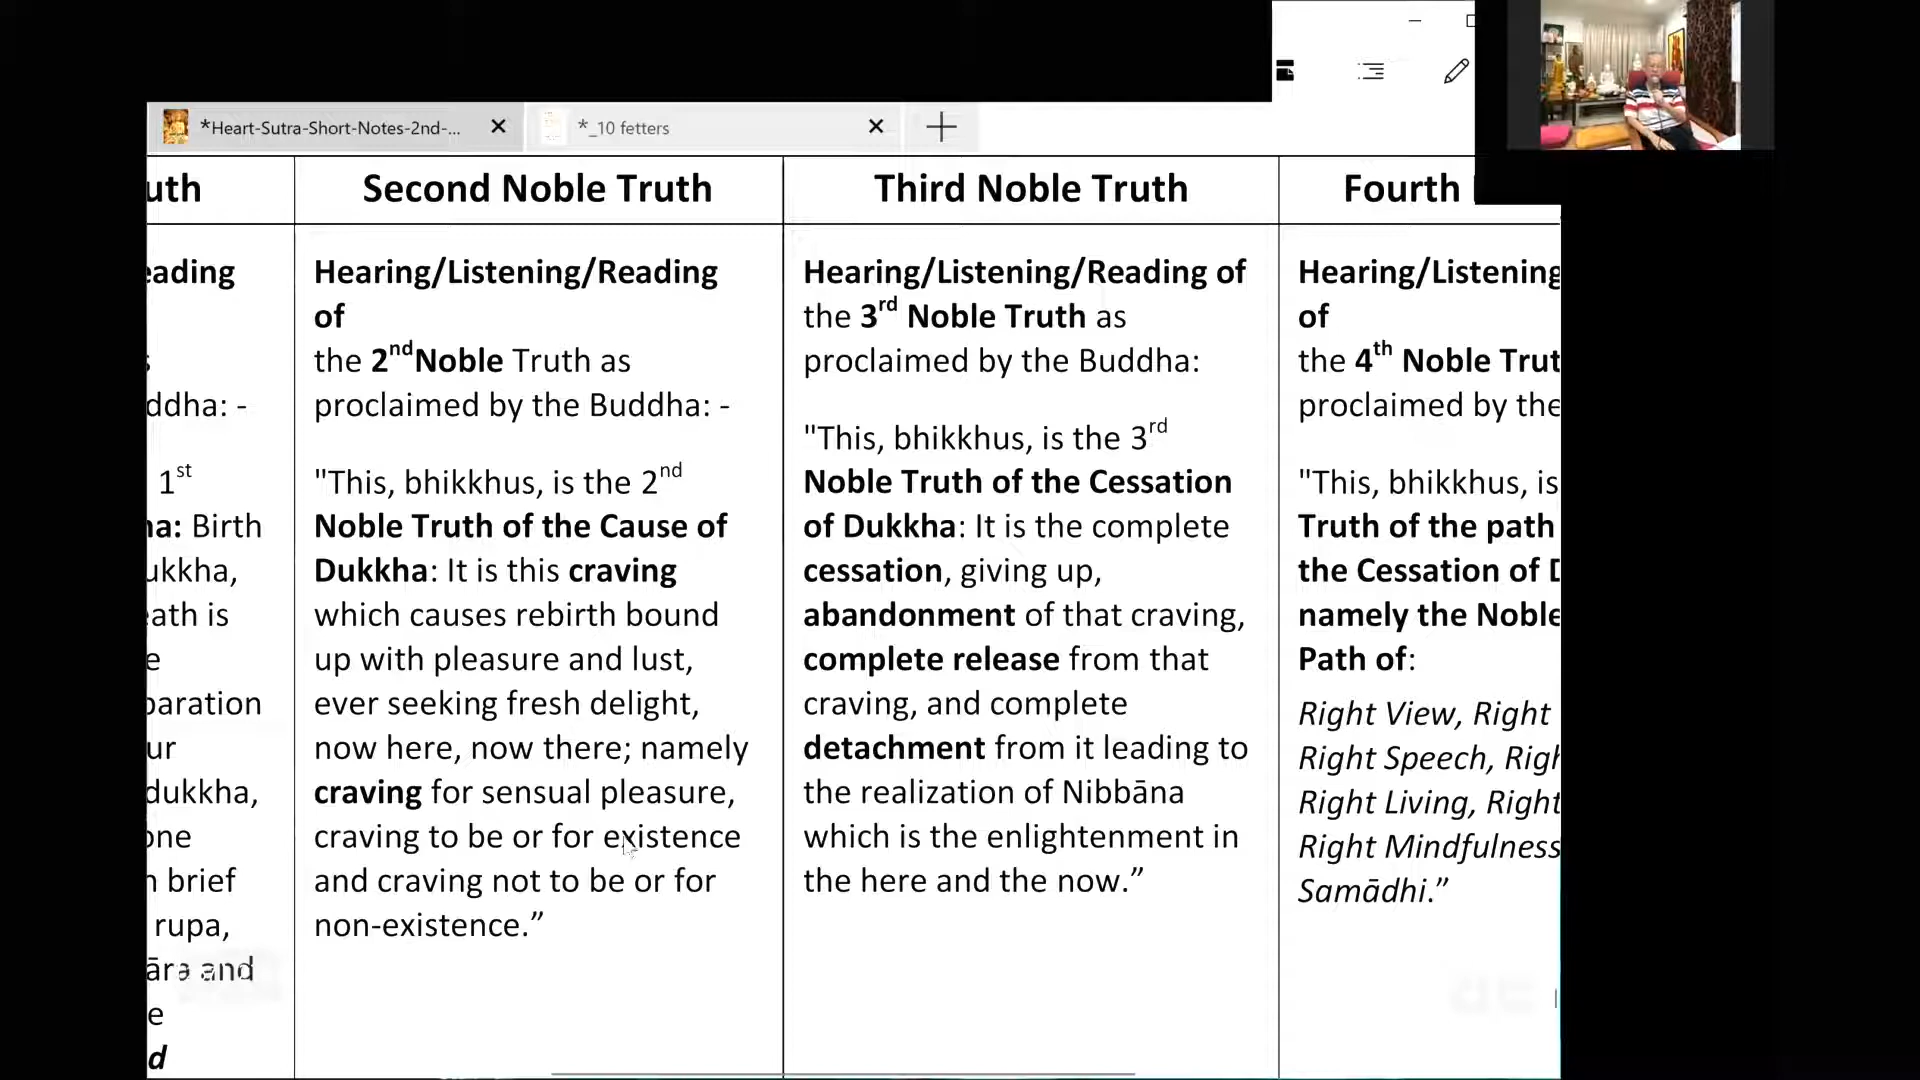 *Heart-Sutra-Short-Notes-2nd-...
*_10 fetters
uth
eading
ddha: -
1st
ha: Birth
ukkha,
eath is
e
paration
ur
dukkha,
one
n brief
rupa,
āra and
e
d
Second Noble Truth
Hearing/Listening/Reading
of
the 2nd Noble Truth as
proclaimed by the Buddha: -
"This, bhikkhus, is the 2nd
Noble Truth of the Cause of
Dukkha: It is this craving
which causes rebirth bound
up with pleasure and lust,
ever seeking fresh delight,
now here, now there; namely
craving for sensual pleasure,
craving to be or for existence
and craving not to be or for
non-existence.”
Third Noble Truth
Hearing/Listening/Reading of
the 3rd Noble Truth as
proclaimed by the Buddha:
"This, bhikkhus, is the 3rd
Noble Truth of the Cessation
of Dukkha: It is the complete
cessation, giving up,
abandonment of that craving,
complete release from that
craving, and complete
detachment from it leading to
the realization of Nibbāna
which is the enlightenment in
the here and the now.”
Fourth
Hearing/Listening
of
the 4th Noble Trut
proclaimed by the
"This, bhikkhus, is
Truth of the path
the Cessation of D
namely the Noble
Path of:
Right View, Right
Right Speech, Righ
Right Living, Right
Right Mindfulness
Samādhi.”